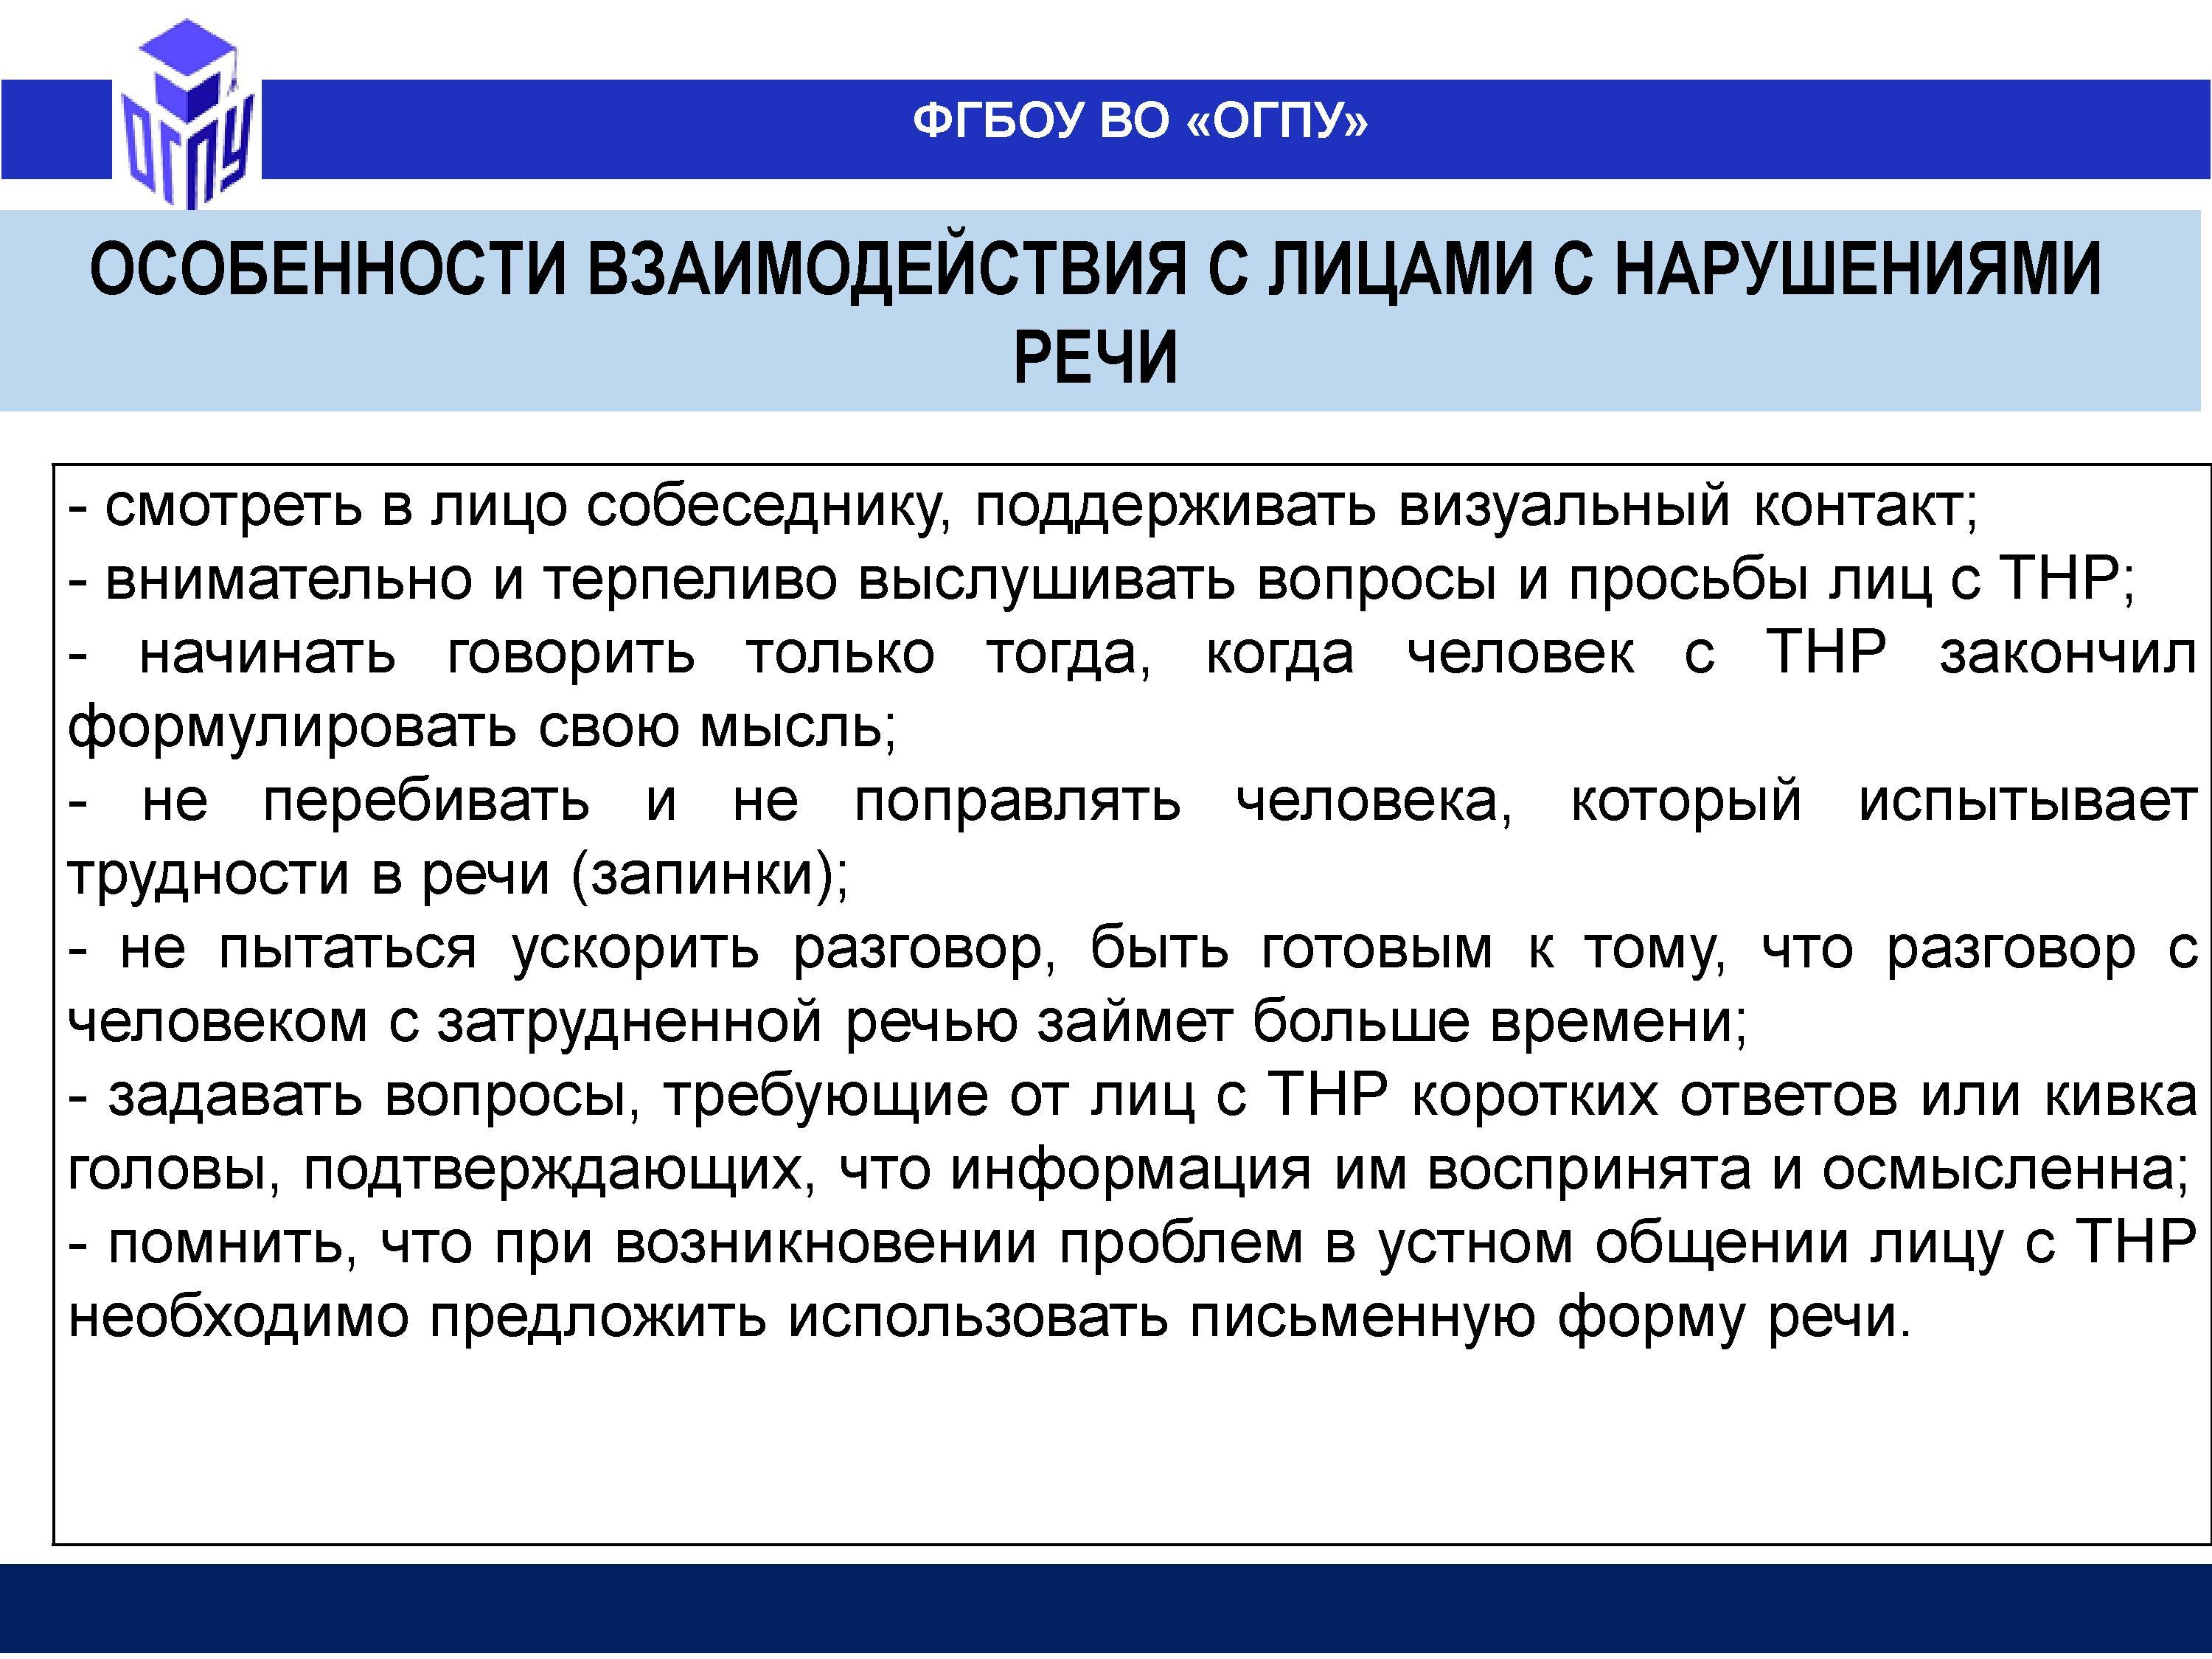 ОГПУ
ФГБОУ ВО «ОГПУ»
ОСОБЕННОСТИ ВЗАИМОДЕЙСТВИЯ С ЛИЦАМИ С НАРУШЕНИЯМИ
РЕЧИ
- смотреть в лицо собеседнику, поддерживать визуальный контакт;
- внимательно и терпеливо выслушивать вопросы и просьбы лиц с ТНР;
- начинать говорить только тогда, когда человек с ТНР закончил
формулировать свою мысль;
- не перебивать и не поправлять человека, который испытывает
трудности в речи (запинки);
- не пытаться ускорить разговор, быть готовым к тому, что разговор с
человеком с затрудненной речью займет больше времени;
- задавать вопросы, требующие от лиц с ТНР коротких ответов или кивка
головы, подтверждающих, что информация им воспринята и осмысленна;
- помнить, что при возникновении проблем в устном общении лицу с ТНР
необходимо предложить использовать письменную форму речи.